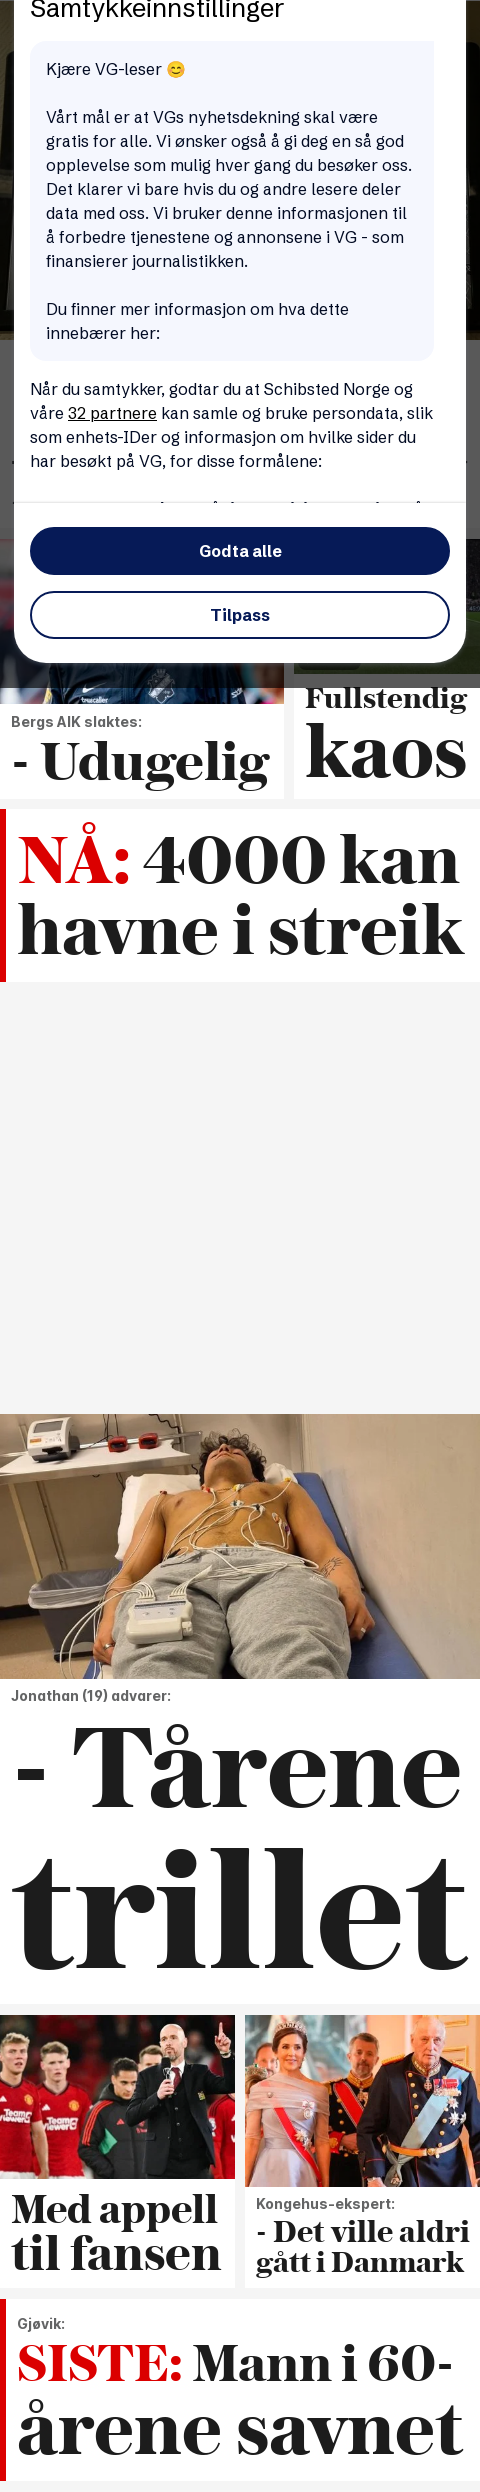 Samtykkeinnstillinger
Kjære VG-leser 😊
Vårt mål er at VGs nyhetsdekning skal være
gratis for alle. Vi ønsker også å gi deg en så god
opplevelse som mulig hver gang du besøker oss.
Det klarer vi bare hvis du og andre lesere deler
data med oss. Vi bruker denne informasjonen til
å forbedre tjenestene og annonsene i VG - som
finansierer journalistikken.
Du finner mer informasjon om hva dette
innebærer her:
Når du samtykker, godtar du at Schibsted Norge og
våre 32 partnere kan samle og bruke persondata, slik
som enhets-IDer og informasjon om hvilke sider du
har besøkt på VG, for disse formålene:
Godta alle
Tilpass
truecaller
Bergs AIK slaktes:
- Udugelig
Fullstendig
kaos
NÅ: 4000 kan
havne i streik
Jonathan (19) advarer:
- Tårene
trillet
Med appell
til fansen
Kongehus-ekspert:
- Det ville aldri
gått i Danmark
Gjøvik:
SISTE: Mann i 60-
årene savnet